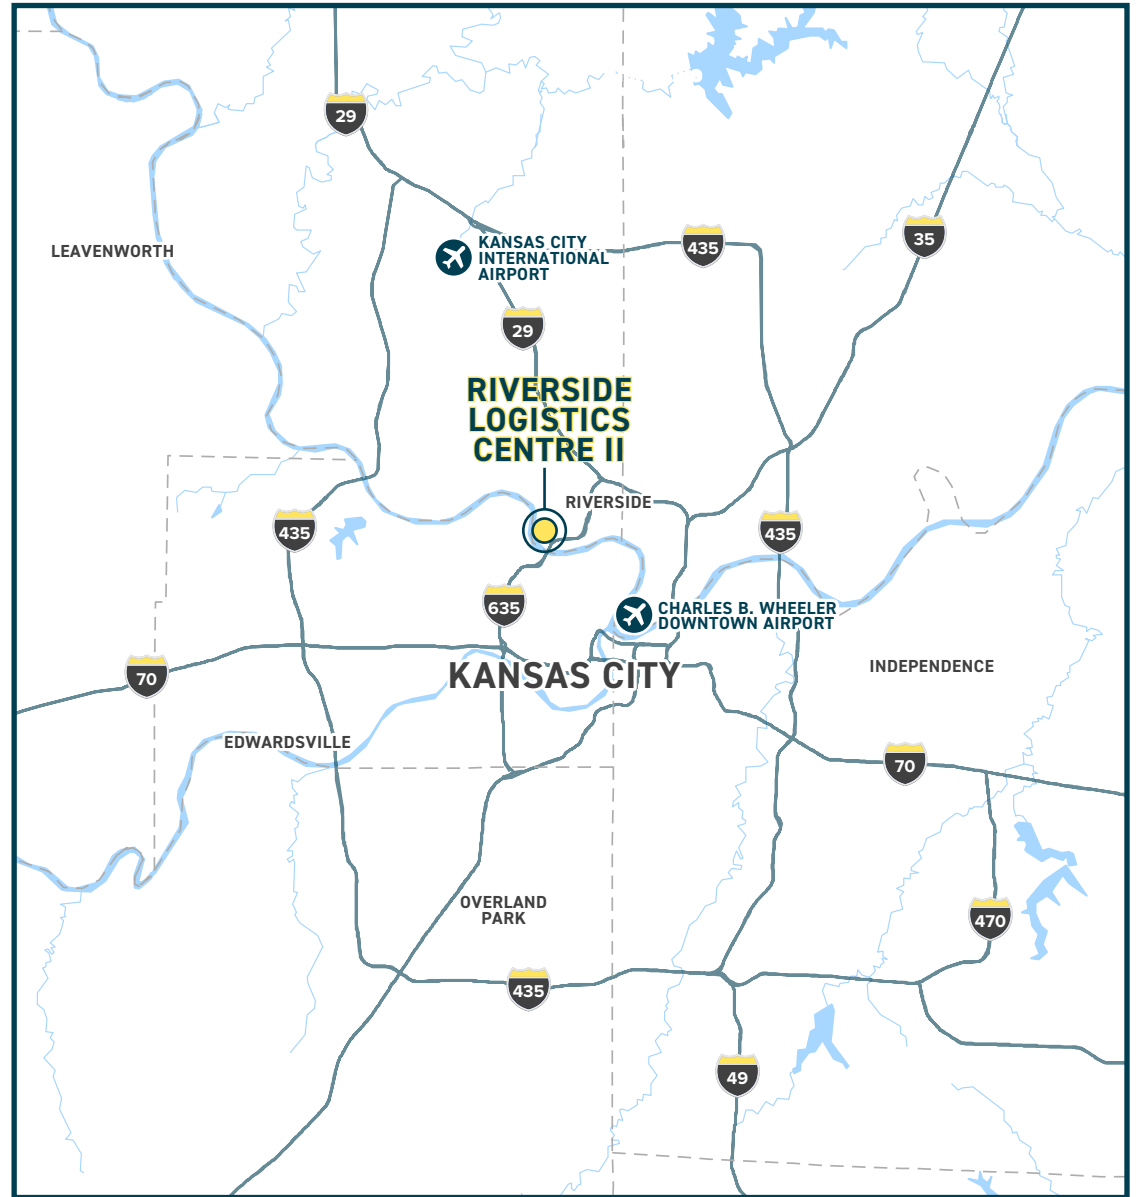 29
35
435
KANSAS CITY
INTERNATIONAL
AIRPORT
LEAVENWORTH
29
RIVERSIDE
LOGISTICS
CENTRE II
RIVERSIDE
435
435
635
CHARLES B. WHEELER
DOWNTOWN AIRPORT
INDEPENDENCE
KANSAS CITY
70
EDWARDSVILLE
70
OVERLAND
PARK
470
435
49